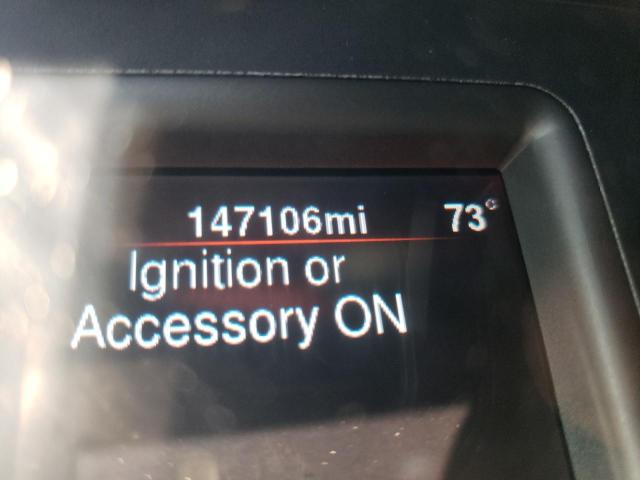 147106mi 73°
Ignition or
Accessory ON